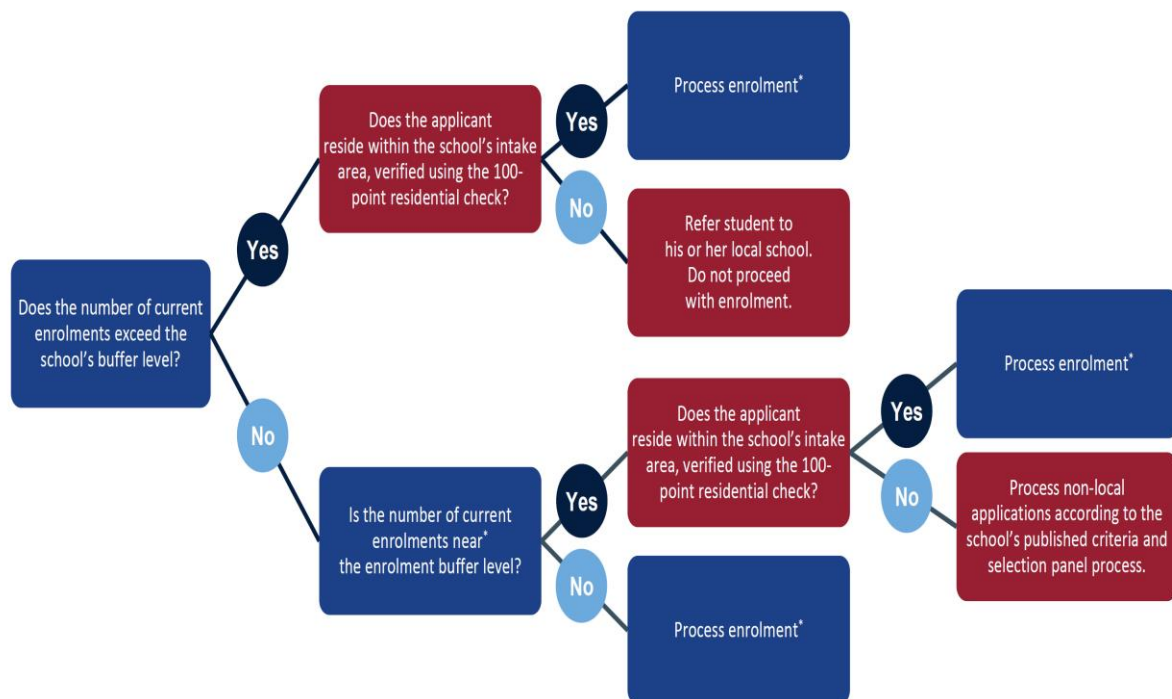 Does the number of current
enrolments exceed the
school's buffer level?
Yes
Does the applicant
reside within the school's intake
area, verified using the 100-
point residential check?
Yes
Process enrolment*
No
Refer student to
his or her local school.
Do not proceed
with enrolment.
No
Is the number of current
enrolments near*
the enrolment buffer level?
Yes
Does the applicant
reside within the school's intake
area, verified using the 100-
point residential check?
Yes
Process enrolment*
No
Process non-local
applications according to the
school's published criteria and
selection panel process.
No
Process enrolment*